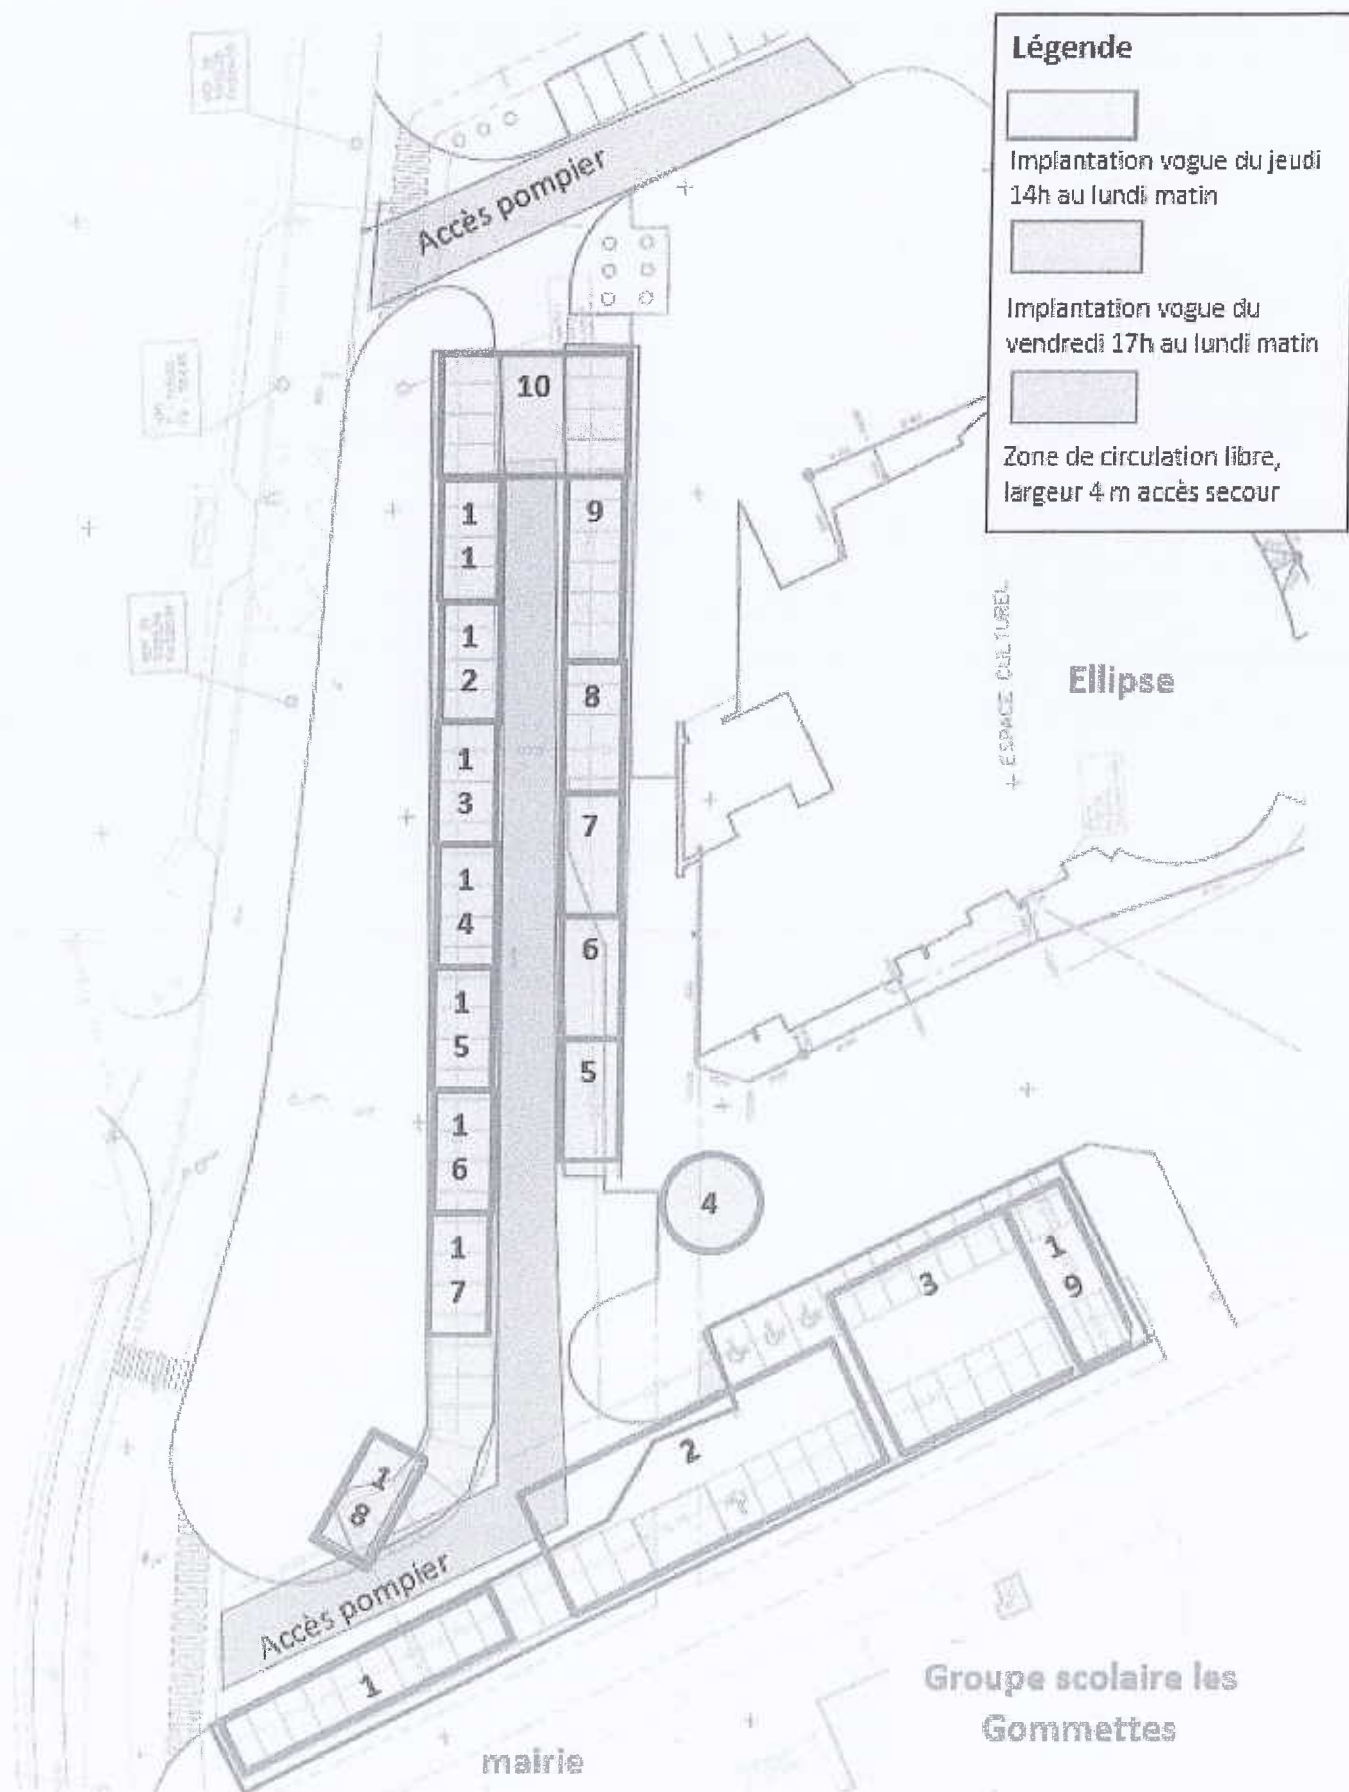 Légende
Implantation vogue du jeudi
14h au lundi matin
Implantation vogue du
vendredi 17h au lundi matin
Zone de circulation libre,
largeur 4 m accès secour
Accès pompier
10
1
1
9
1
2
8
1
3
7
1
4
6
1
5
5
1
6
4
1
7
3
1
9
2
1
8
Accès pompier
1
ESPACE CULTUREL
Ellipse
Groupe scolaire les
Gommettes
mairie